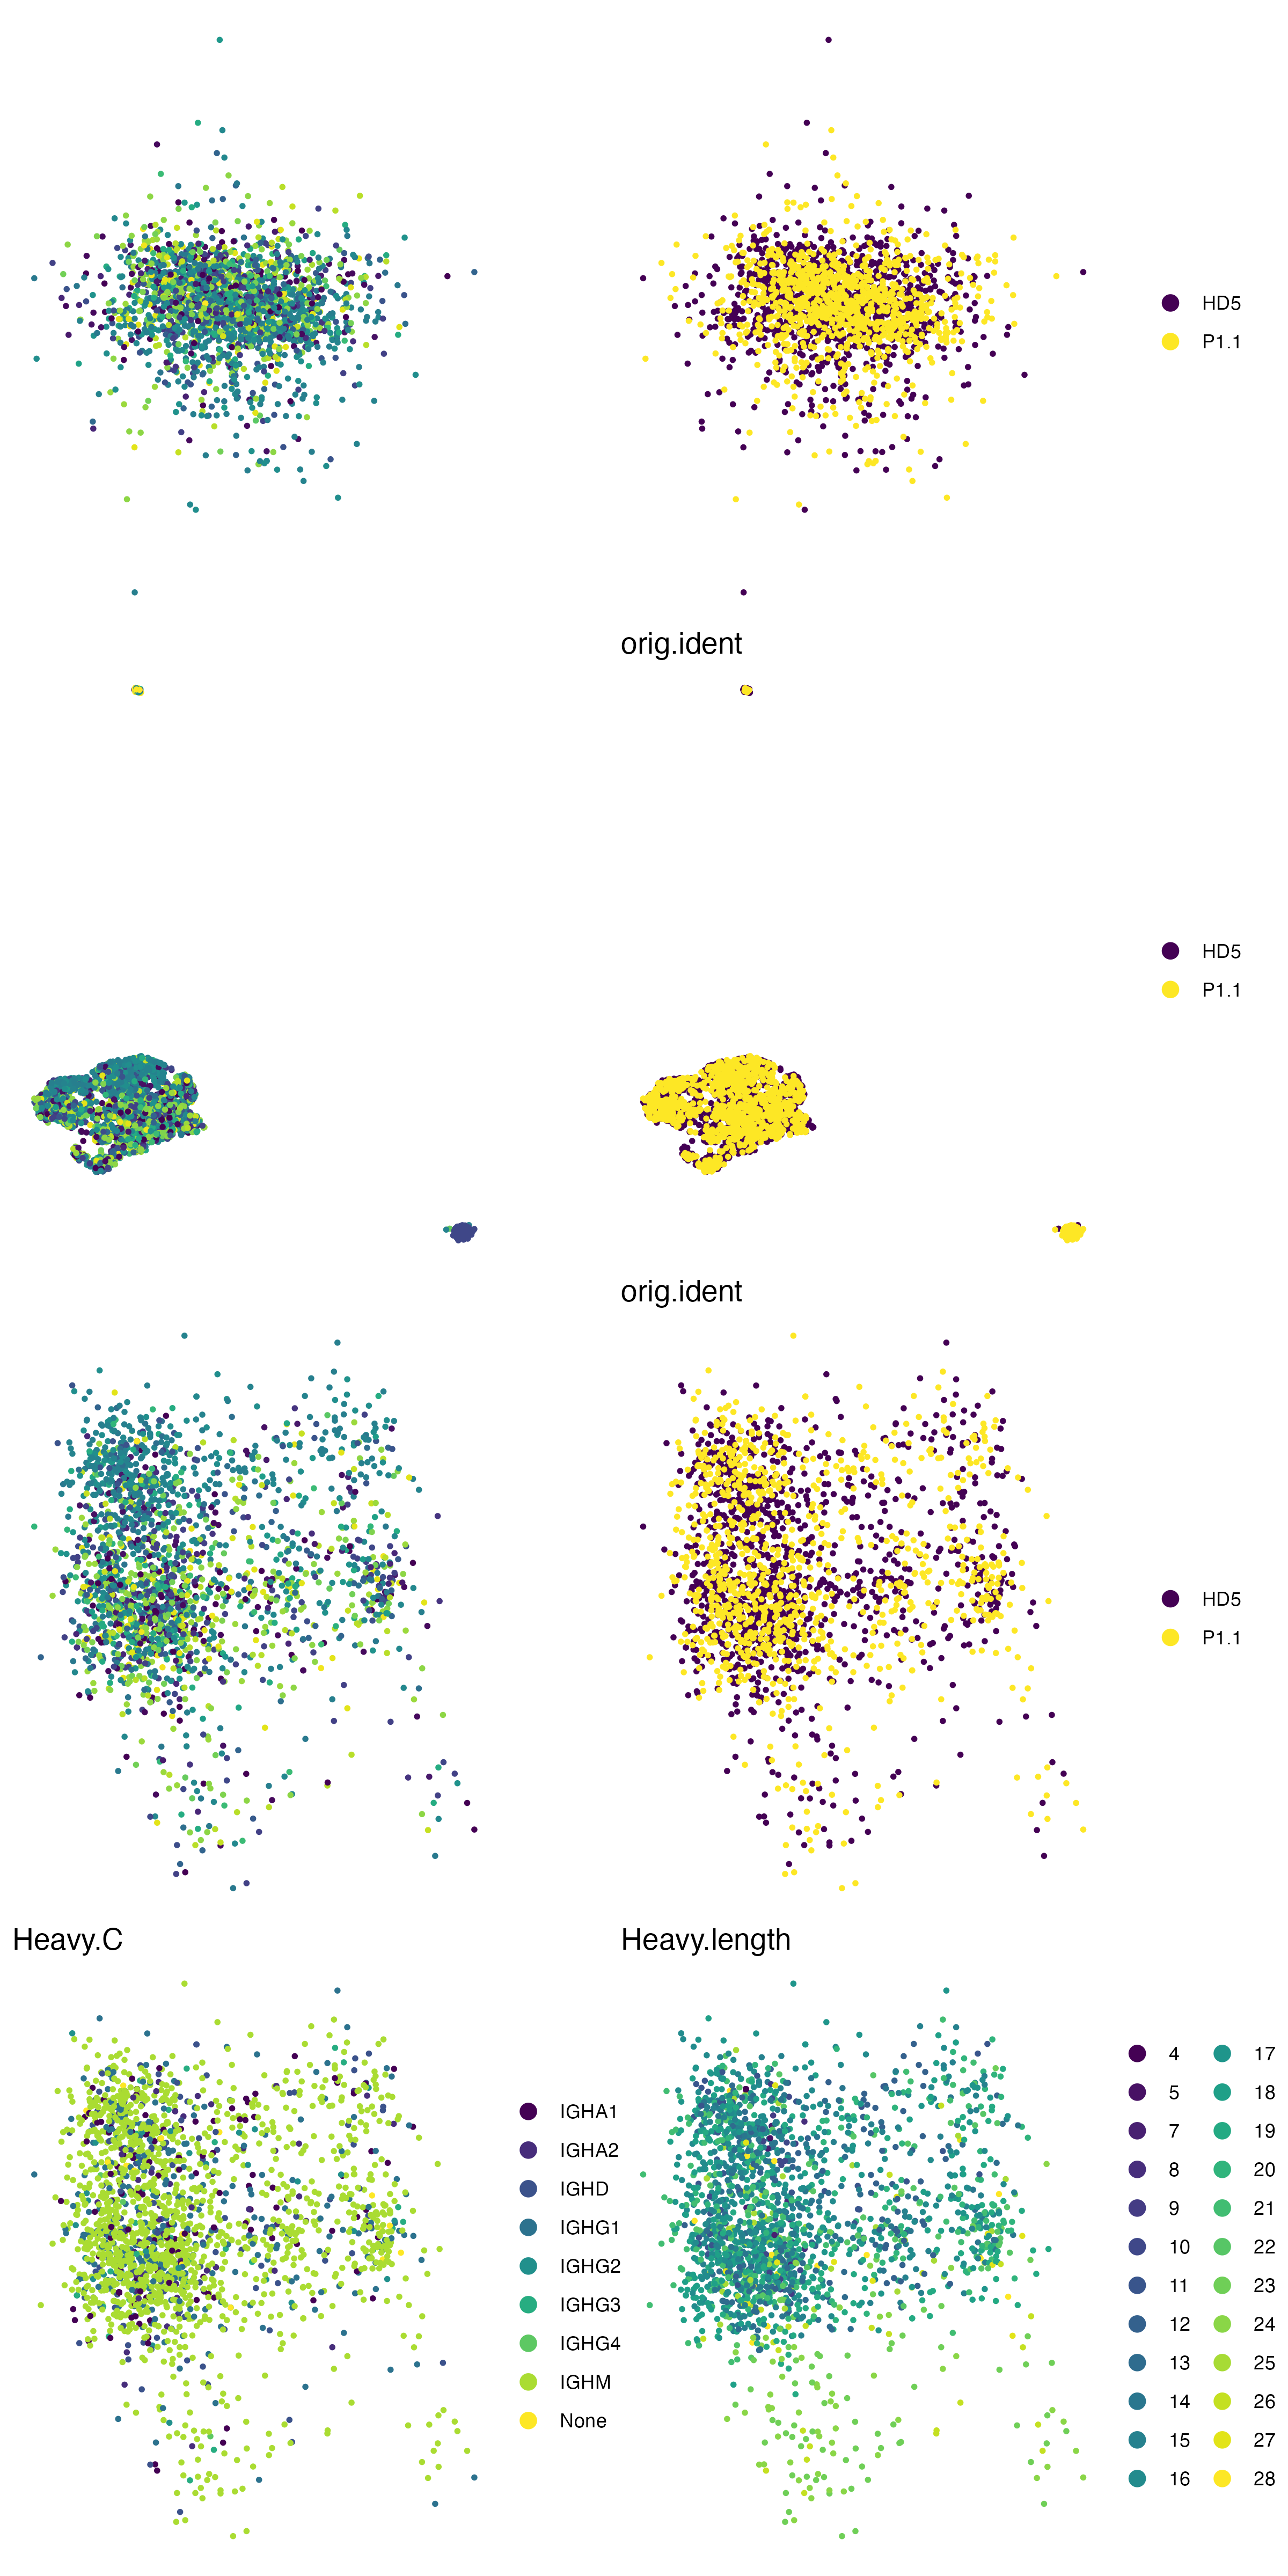 HD5
P1.1
orig.ident
HD5
P1.1
orig.ident
HD5
P1.1
Heavy.C
Heavy.length
IGHA1
IGHA2
IGHD
IGHG1
IGHG2
IGHG3
IGHG4
IGHM
None
4
5
7
8
9
10
11
12
13
14
15
16
17
18
19
20
21
22
23
24
25
26
27
28